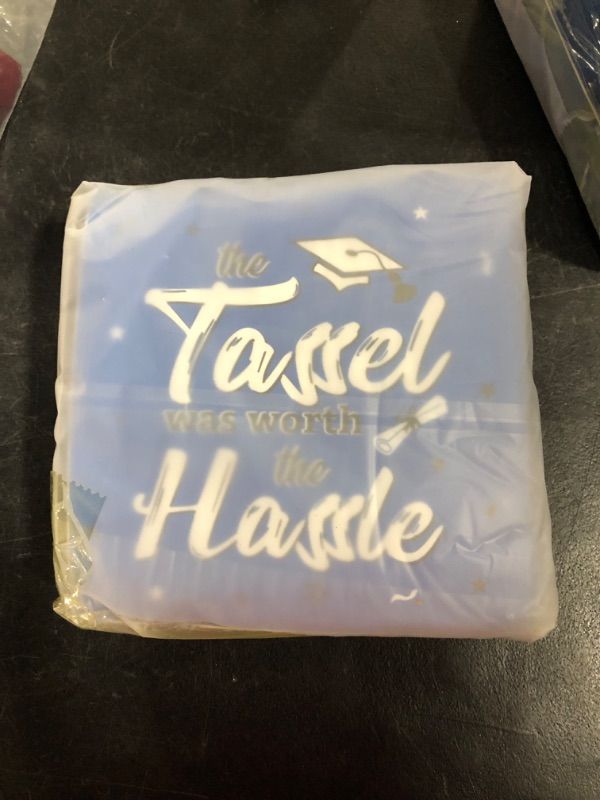 the
Tassel
was worth
the
Hassle